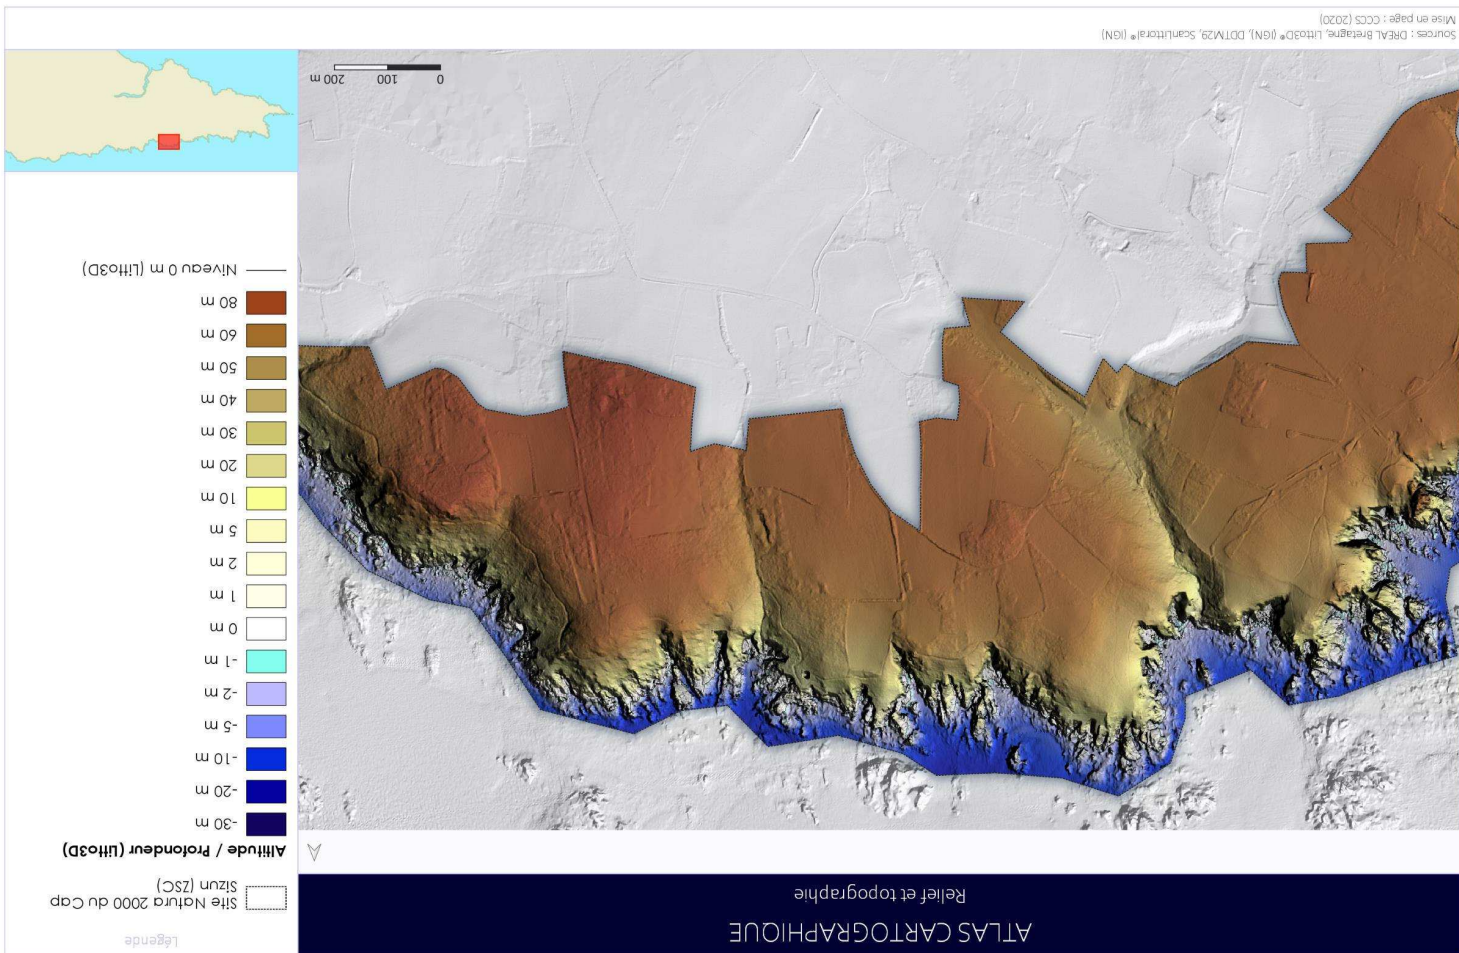 ATLAS CARTOGRAPHIQUE
Relief et topographie
Légende
Site Natura 2000 du Cap
Sizun (ZSC)
Altitude / Profondeur (Litto3D)
-30 m
-20 m
-10 m
-5 m
-2 m
-1 m
0 m
1 m
2 m
5 m
10 m
20 m
30 m
40 m
50 m
60 m
80 m
Niveau 0 m (Litto3D)
0 100 200 m
Sources : DREAL Bretagne, Litto3D® (IGN), DDTM29, ScanLittoral® (IGN)
Mise en page : CCCS (2020)